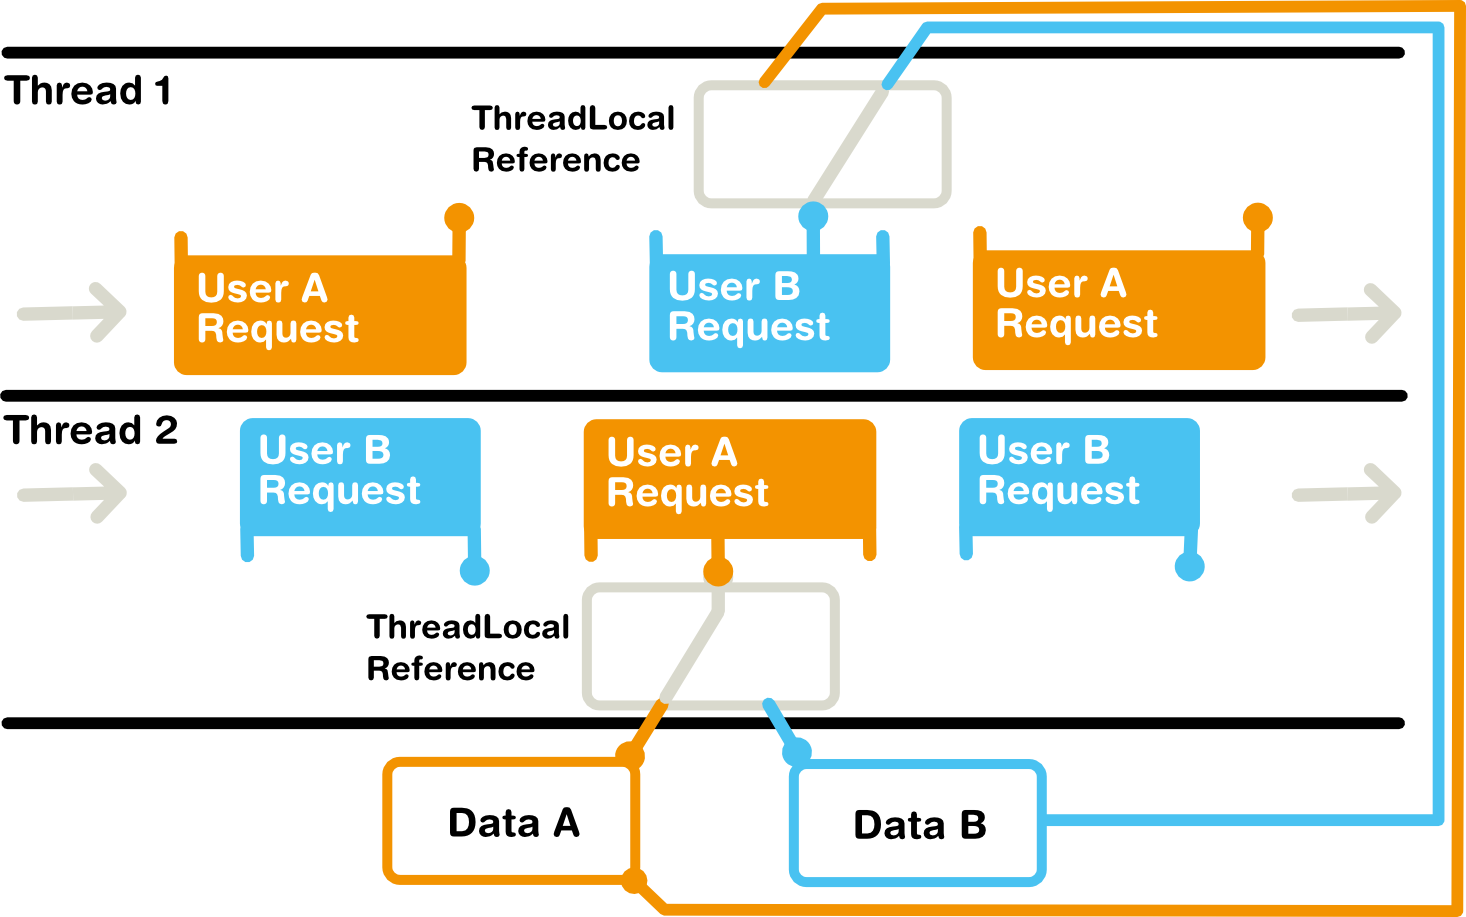 Thread 1
ThreadLocal
Reference
User A
Request
User B
Request
User A
Request
Thread 2
User B
Request
User A
Request
User B
Request
ThreadLocal
Reference
Data A
Data B